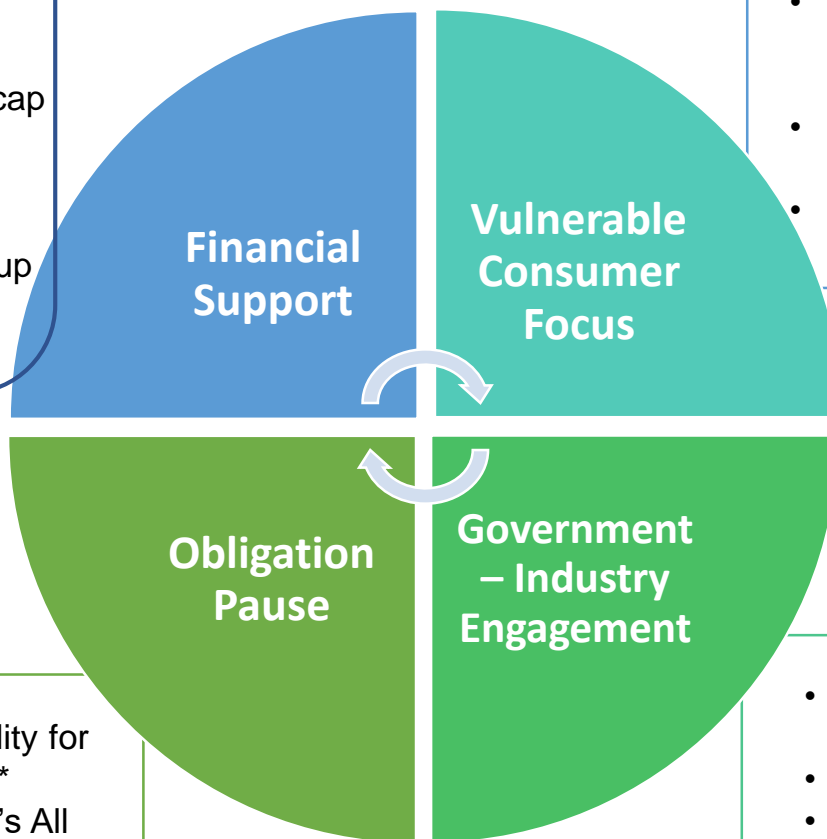 cap
up
Financial
Support
Vulnerable
Consumer
Focus
Obligation
Pause
Government
– Industry
Engagement
lity for
*
’s All